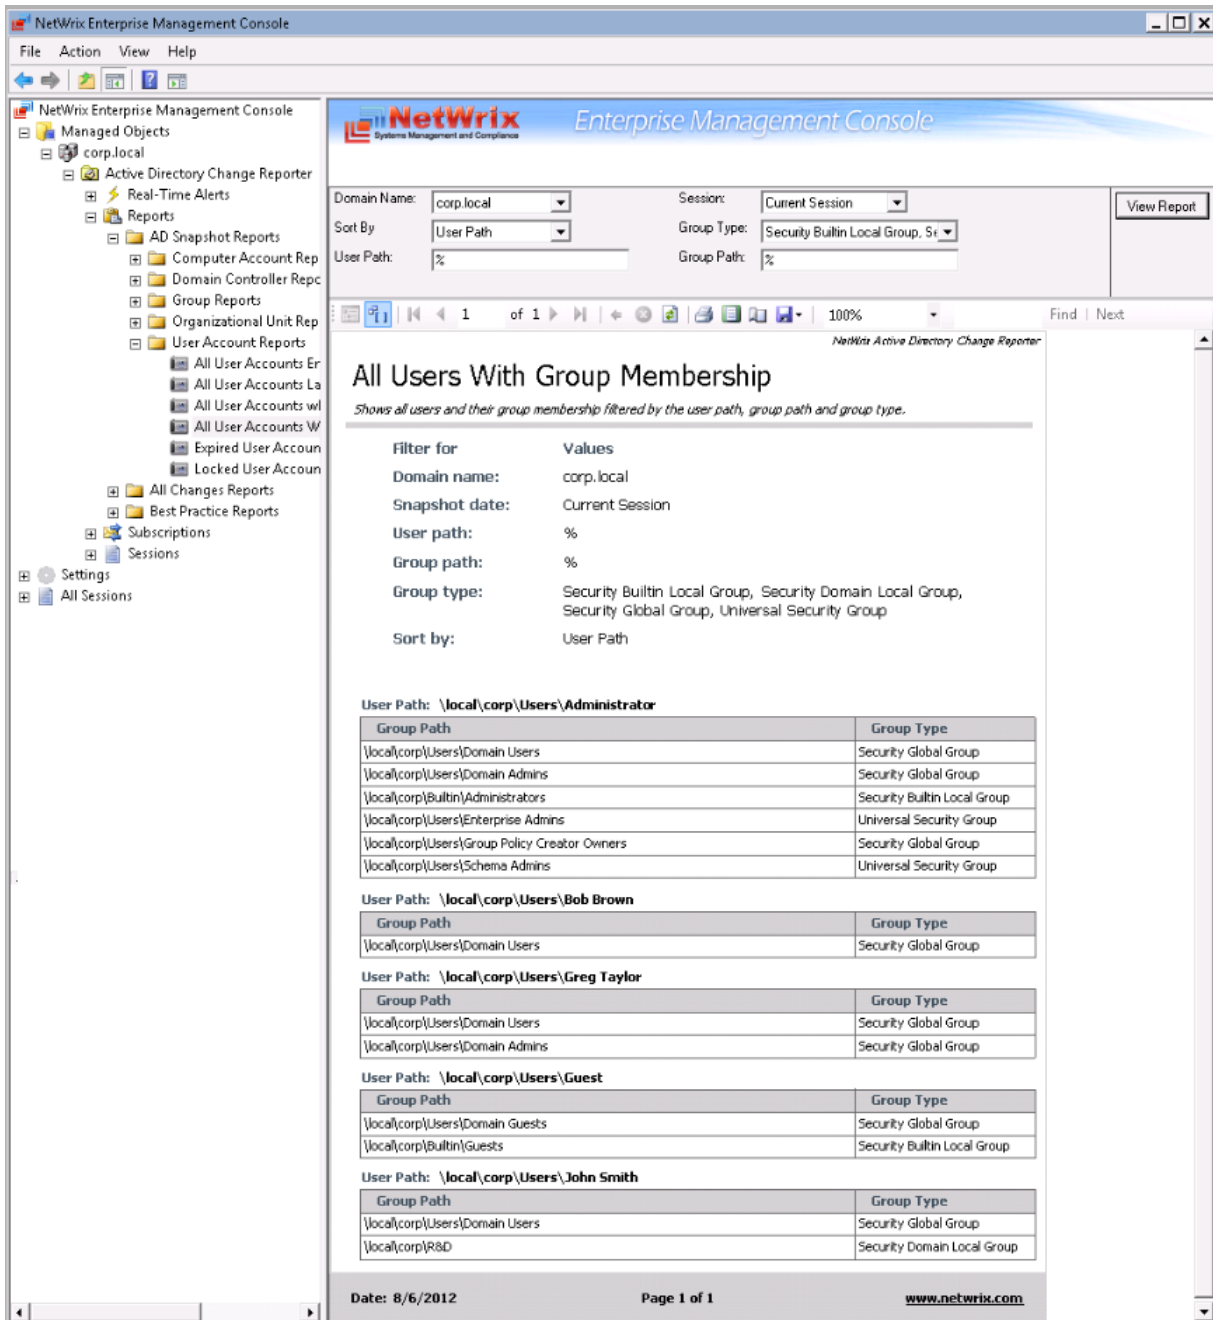 NetWrix Enterprise Management Console
File Action View Help
NetWrix Enterprise Management Console
Managed Objects
corp.local
Active Directory Change Reporter
Real-Time Alerts
Reports
AD Snapshot Reports
Computer Account Rep
Domain Controller Repc
Group Reports
Organizational Unit Rep
User Account Reports
All User Accounts Er
All User Accounts La
All User Accounts wl
All User Accounts W
Expired User Accoun
Locked User Accoun
All Changes Reports
Best Practice Reports
Subscriptions
Sessions
Settings
All Sessions
NetWrix
Systems Management and Compliance
Enterprise Management Console
Domain Name: corp.local Session: Current Session View Report
Sort By User Path Group Type: Security Builtin Local Group, Se
User Path: % Group Path: %
1 of 1 100% Find | Next
NetWrix Active Directory Change Reporter
All Users With Group Membership
Shows all users and their group membership filtered by the user path, group path and group type.
Filter for Values
Domain name: corp.local
Snapshot date: Current Session
User path: %
Group path: %
Group type: Security Builtin Local Group, Security Domain Local Group,
Security Global Group, Universal Security Group
Sort by: User Path
User Path: \local\corp\Users\Administrator
Group Path Group Type
\local\corp\Users\Domain Users Security Global Group
\local\corp\Users\Domain Admins Security Global Group
\local\corp\Builtin\Administrators Security Builtin Local Group
\local\corp\Users\Enterprise Admins Universal Security Group
\local\corp\Users\Group Policy Creator Owners Security Global Group
\local\corp\Users\Schema Admins Universal Security Group
User Path: \local\corp\Users\Bob Brown
Group Path Group Type
\local\corp\Users\Domain Users Security Global Group
User Path: \local\corp\Users\Greg Taylor
Group Path Group Type
\local\corp\Users\Domain Users Security Global Group
\local\corp\Users\Domain Admins Security Global Group
User Path: \local\corp\Users\Guest
Group Path Group Type
\local\corp\Users\Domain Guests Security Global Group
\local\corp\Builtin\Guests Security Builtin Local Group
User Path: \local\corp\Users\John Smith
Group Path Group Type
\local\corp\Users\Domain Users Security Global Group
\local\corp\R&D Security Domain Local Group
Date: 8/6/2012 Page 1 of 1 www.netwrix.com